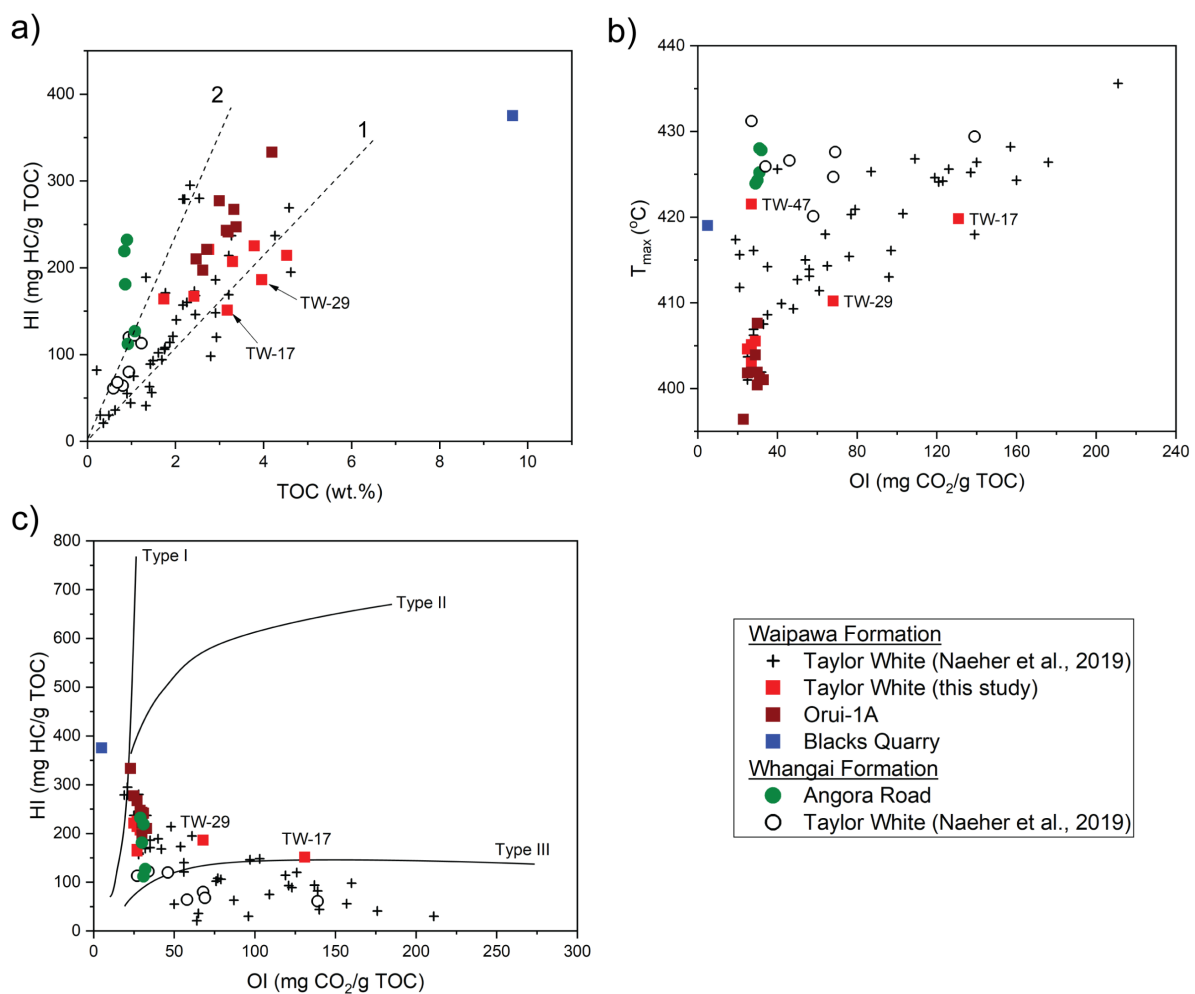 a)
HI (mg HC/g TOC)
400
300
200
100
0
2
1
TW-29
TW-17
0 2 4 6 8 10
TOC (wt.%)
b)
Tmax (°C)
440
430
420
410
400
TW-47
TW-17
TW-29
0 40 80 120 160 200 240
OI (mg CO₂/g TOC)
c)
HI (mg HC/g TOC)
800
700
600
500
400
300
200
100
0
Type I
Type II
TW-29
TW-17
Type III
0 50 100 150 200 250 300
OI (mg CO₂/g TOC)
Waipawa Formation
Taylor White (Naeher et al., 2019)
Taylor White (this study)
Orui-1A
Blacks Quarry
Whangai Formation
Angora Road
Taylor White (Naeher et al., 2019)